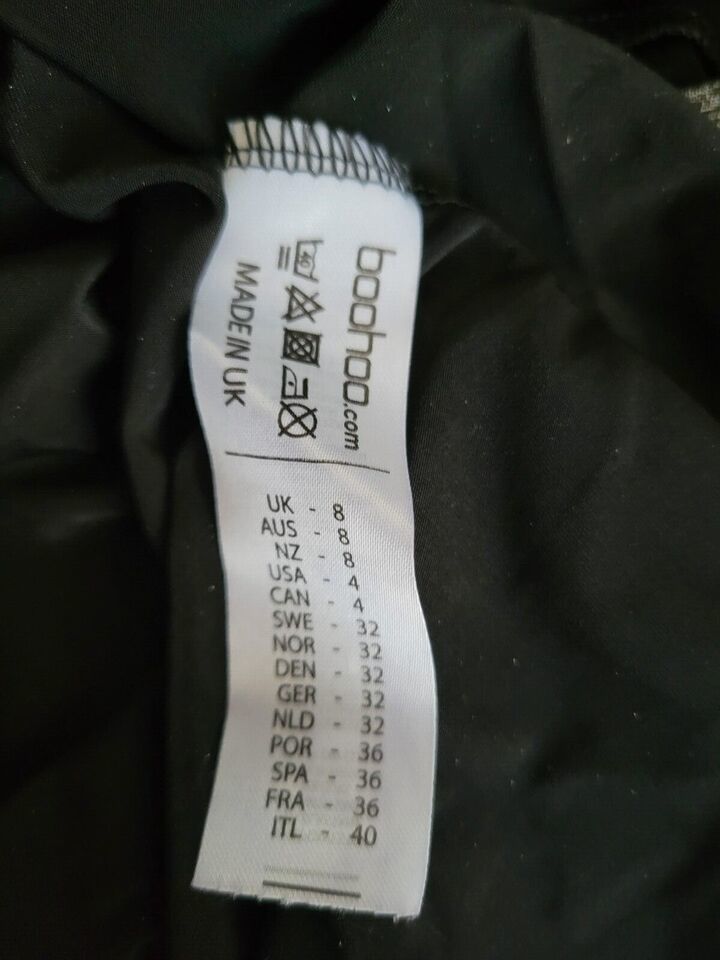 boohoo.com
40
MADE IN UK
UK - 8
AUS - 8
NZ - 8
USA - 4
CAN - 4
SWE - 32
NOR - 32
DEN - 32
GER - 32
NLD - 32
POR - 36
SPA - 36
FRA - 36
ITL - 40